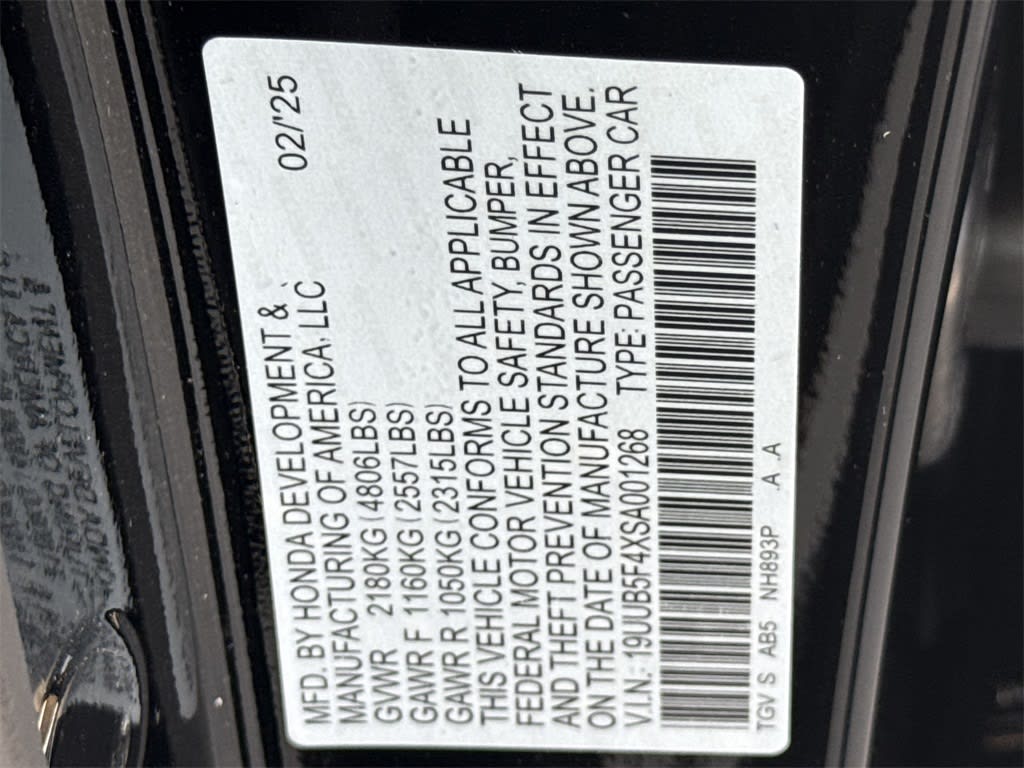 MFD. BY HONDA DEVELOPMENT &
MANUFACTURING OF AMERICA, LLC 02/'25
GVWR 2180KG (4806LBS)
GAWR F 1160KG (2557LBS)
GAWR R 1050KG (2315LBS)
THIS VEHICLE CONFORMS TO ALL APPLICABLE
FEDERAL MOTOR VEHICLE SAFETY, BUMPER,
AND THEFT PREVENTION STANDARDS IN EFFECT
ON THE DATE OF MANUFACTURE SHOWN ABOVE.
V.I.N.: 19UUB5F4XSA001268 TYPE: PASSENGER CAR
TGV S AB5 NH893P .A .A